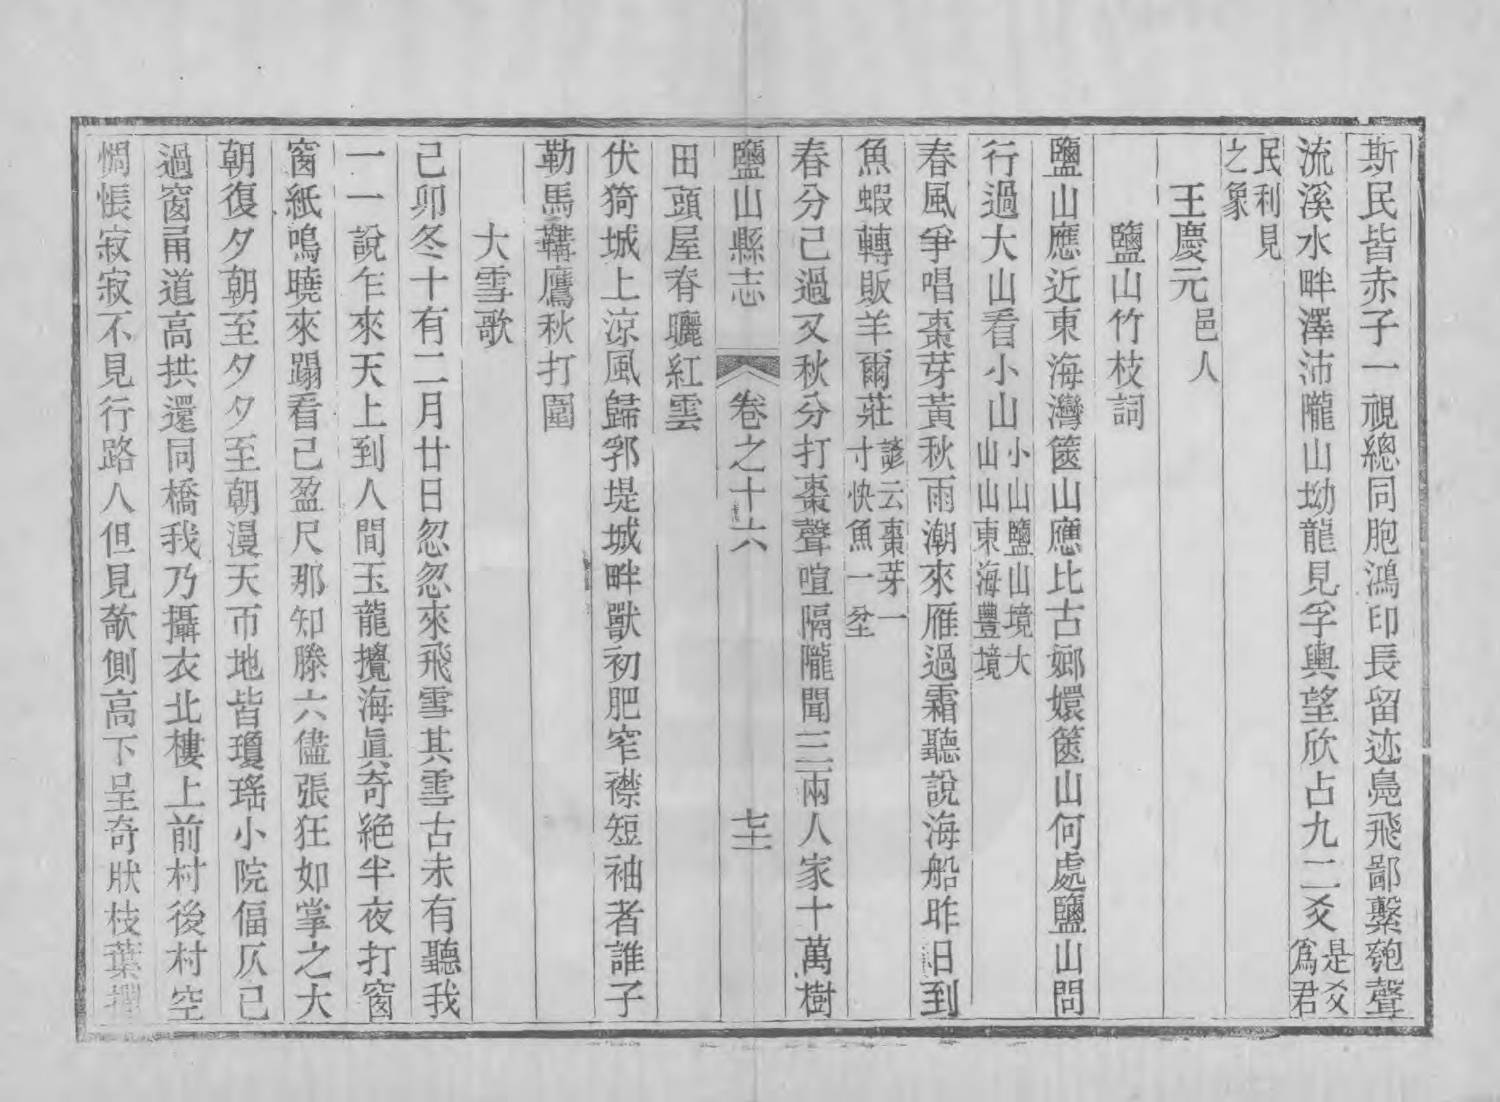 斯民皆赤子一視總同胞鴻印長留迹鳧飛鄙繫匏聲
流溪水畔澤沛隴山坳龍見孚輿望欣占九二爻是爻爲君
民利見之象
王慶元邑人
鹽山竹枝詞
鹽山應近東海灣篋山應比古嫏嬛篋山何處鹽山問
行過大山看小山小山鹽山境大山山東海豐境
春風爭唱棗芽黃秋雨潮來雁過霜聽說海船昨日到
魚蝦轉販羊爾莊諺云棗芽一寸快魚一坌
春分已過又秋分打棗聲喧隔隴聞三兩人家十萬樹
鹽山縣志 卷之十六 七十一
田頭屋脊曬紅雲
伏猗城上涼風歸郛堤城畔獸初肥窄襟短袖者誰子
勒馬韝鷹秋打圍
大雪歌
己卯冬十有二月廿日忽忽來飛雪其雪古未有聽我
一一說乍來天上到人間玉龍攪海眞奇絕半夜打窗
窗紙鳴曉來蹋看已盈尺那知滕六儘張狂如掌之大
朝復夕朝至夕夕至朝漫天帀地皆瓊瑤小院偪仄已
過窗甬道高拱還同橋我乃攝衣北樓上前村後村空
惆悵寂寂不見行路人但見欹側高下呈奇狀枝葉